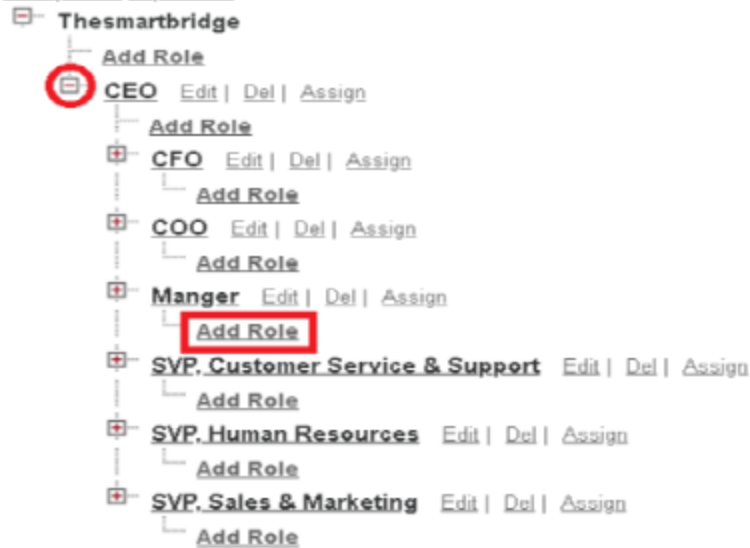 Thesmartbridge
Add Role
CEO Edit | Del | Assign
Add Role
CFO Edit | Del | Assign
Add Role
COO Edit | Del | Assign
Add Role
Manger Edit | Del | Assign
Add Role
SVP, Customer Service & Support Edit | Del | Assign
Add Role
SVP, Human Resources Edit | Del | Assign
Add Role
SVP, Sales & Marketing Edit | Del | Assign
Add Role